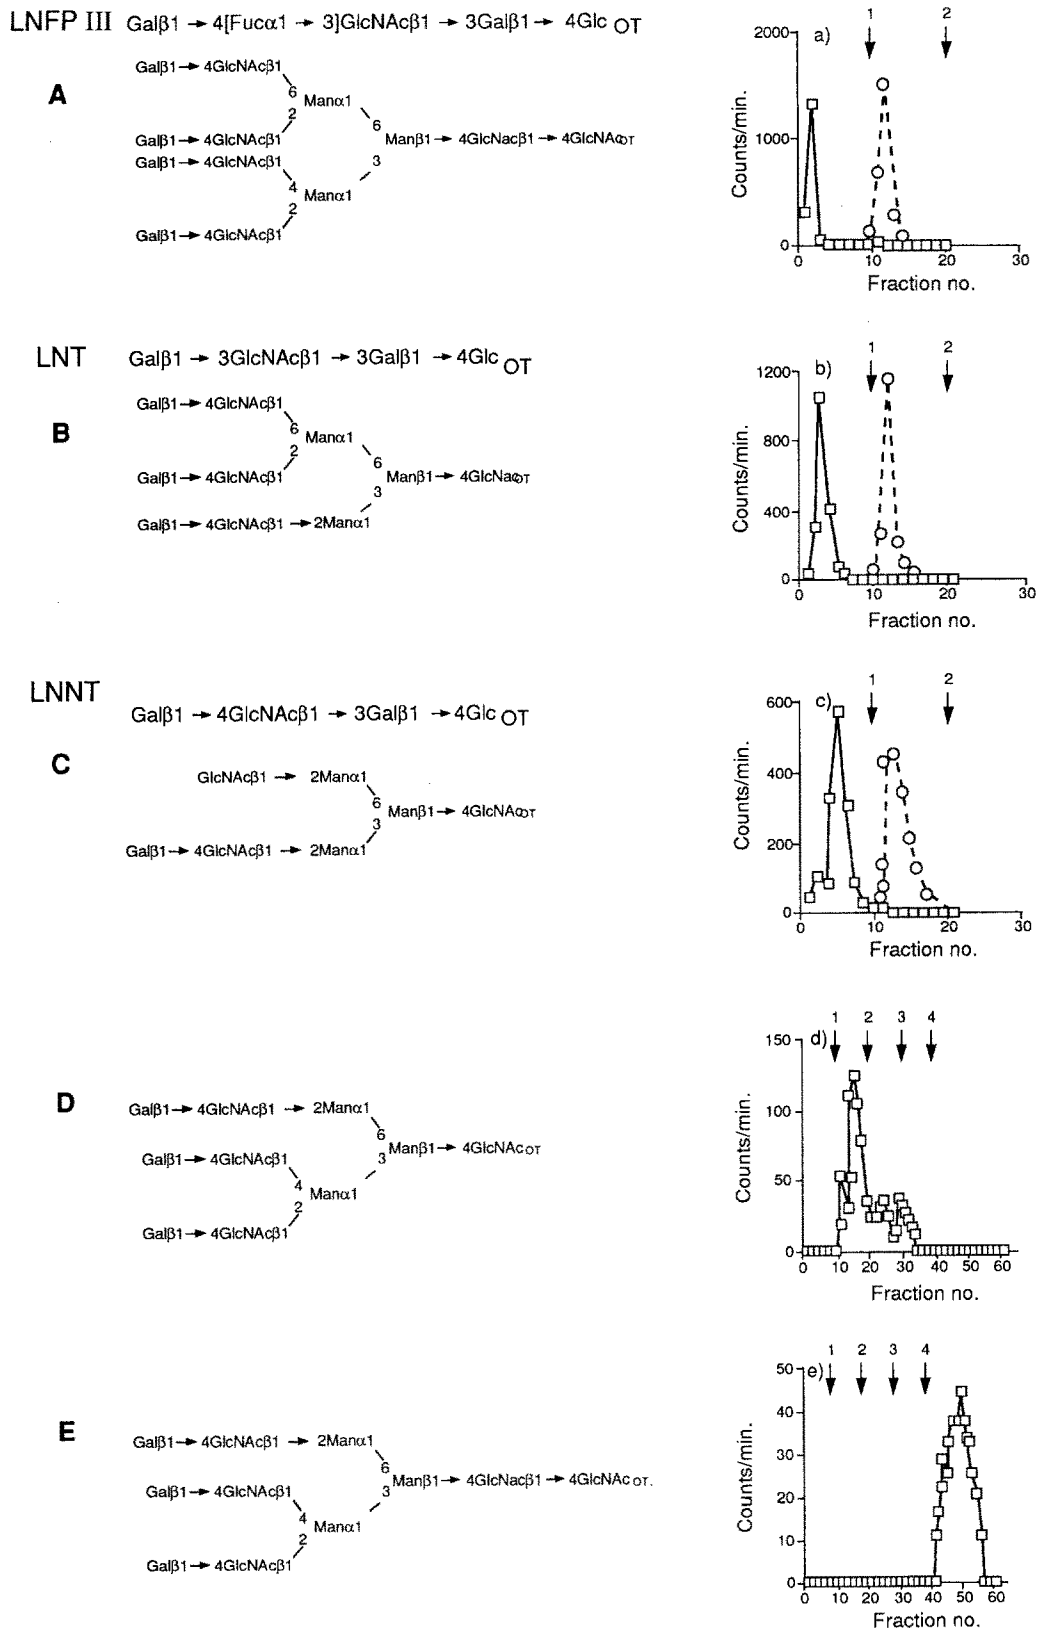 LNFP III Galβ1 → 4[Fucα1 → 3]GlcNAcβ1 → 3Galβ1 → 4Glc OT
A
Galβ1 → 4GlcNAcβ1
6
Manα1
2
6
Galβ1 → 4GlcNAcβ1
Manβ1 → 4GlcNacβ1 → 4GlcNAcOT
Galβ1 → 4GlcNAcβ1
3
4
Manα1
2
Galβ1 → 4GlcNAcβ1
a)
1 2
2000
1000
0
Counts/min.
0 10 20 30
Fraction no.
LNT Galβ1 → 3GlcNAcβ1 → 3Galβ1 → 4Glc OT
B
Galβ1 → 4GlcNAcβ1
6
Manα1
2
6
Galβ1 → 4GlcNAcβ1
Manβ1 → 4GlcNacOT
3
Galβ1 → 4GlcNAcβ1 → 2Manα1
b)
1 2
1200
800
400
0
Counts/min.
0 10 20 30
Fraction no.
LNNT
Galβ1 → 4GlcNAcβ1 → 3Galβ1 → 4Glc OT
C
GlcNAcβ1 → 2Manα1
6
Manβ1 → 4GlcNAcOT
3
Galβ1 → 4GlcNAcβ1 → 2Manα1
c)
1 2
600
400
200
0
Counts/min.
0 10 20 30
Fraction no.
D
Galβ1 → 4GlcNAcβ1 → 2Manα1
6
Manβ1 → 4GlcNAc OT
3
Galβ1 → 4GlcNAcβ1
4
Manα1
2
Galβ1 → 4GlcNAcβ1
d)
1 2 3 4
150
100
50
0
Counts/min.
0 10 20 30 40 50 60
Fraction no.
E
Galβ1 → 4GlcNAcβ1 → 2Manα1
6
Manβ1 → 4GlcNacβ1 → 4GlcNAc OT.
3
Galβ1 → 4GlcNAcβ1
4
Manα1
2
Galβ1 → 4GlcNAcβ1
e)
1 2 3 4
50
40
30
20
10
0
Counts/min.
0 10 20 30 40 50 60
Fraction no.